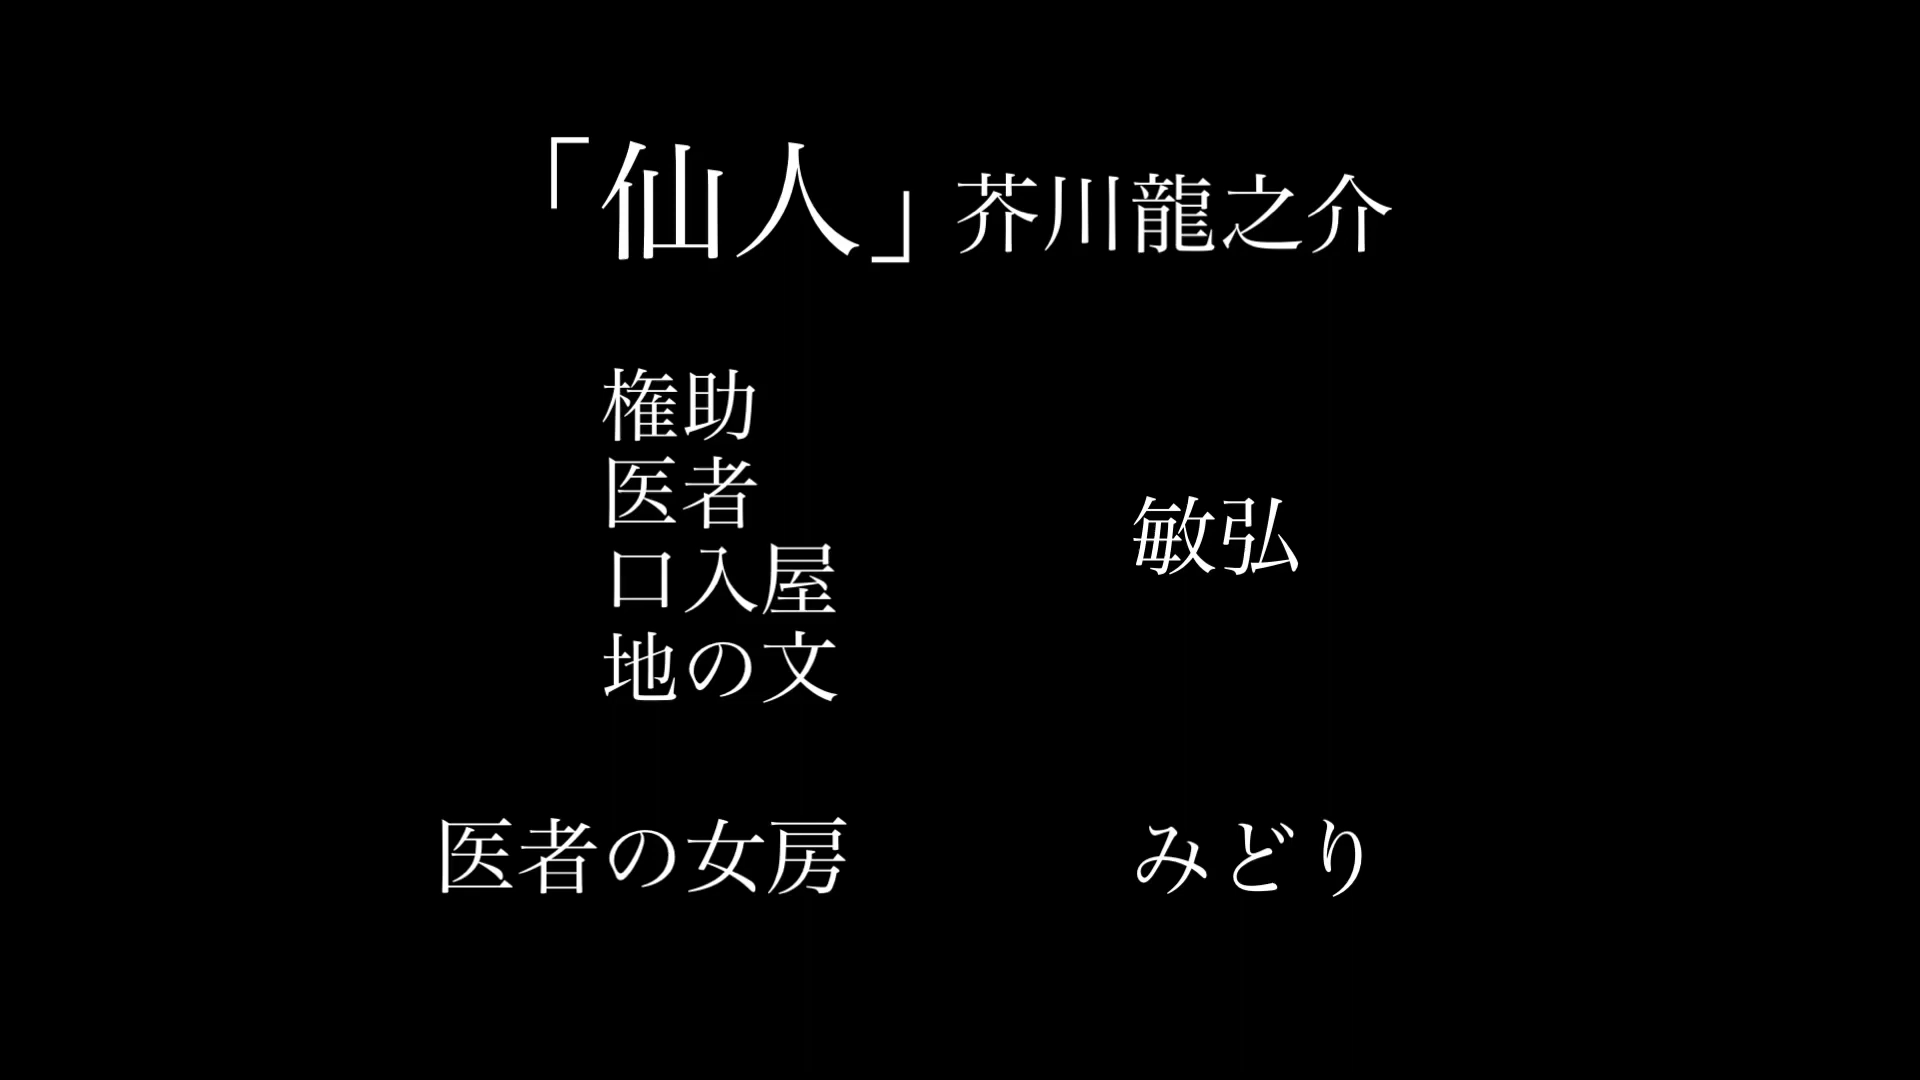 「仙人」芥川龍之介
権助
医者
口入屋
地の文
敏弘
医者の女房
みどり